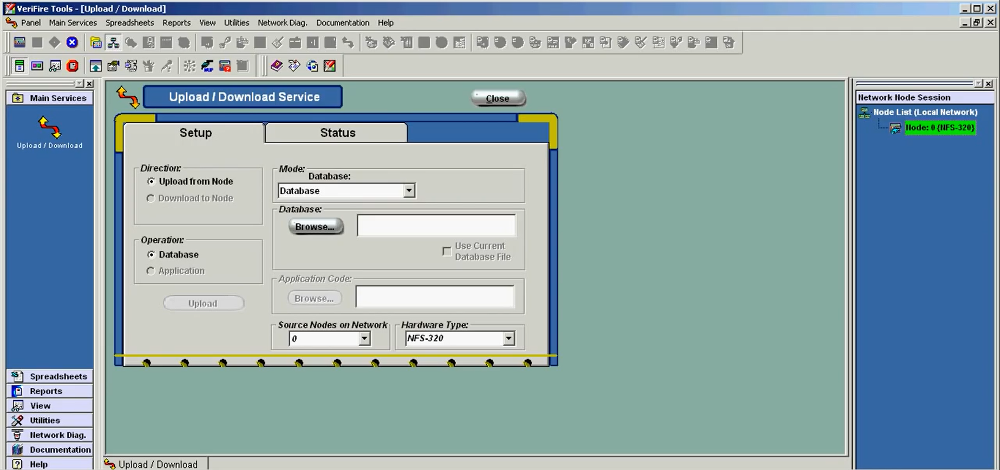 VeriFire Tools - [Upload / Download]
Panel Main Services Spreadsheets Reports View Utilities Network Diag. Documentation Help
Main Services
Upload / Download
Spreadsheets
Reports
View
Utilities
Network Diag.
Documentation
Help
Upload / Download Service
Close
Setup
Status
Direction:
Upload from Node
Download to Node
Operation:
Database
Application
Upload
Mode:
Database:
Database
Database:
Browse...
Use Current
Database File
Application Code:
Browse...
Source Nodes on Network
0
Hardware Type:
NFS-320
Upload / Download
Network Node Session
Node List (Local Network)
Node: 0 {NFS-320}